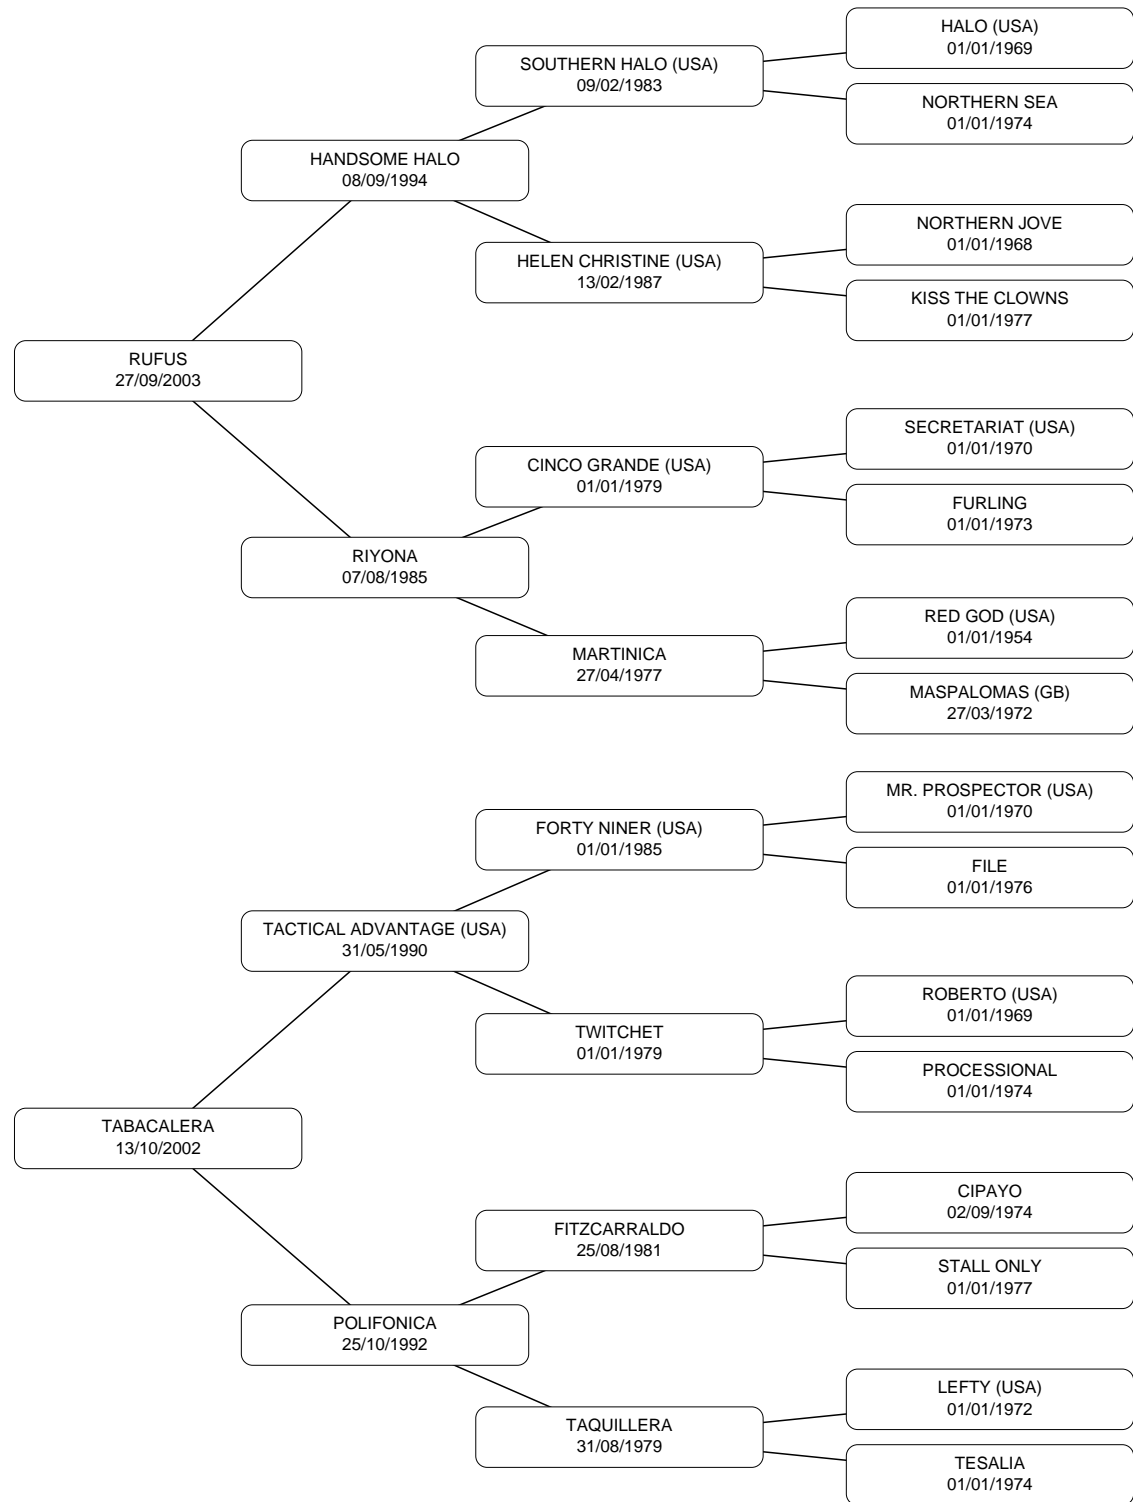 HALO (USA)
01/01/1969
SOUTHERN HALO (USA)
09/02/1983
NORTHERN SEA
01/01/1974
HANDSOME HALO
08/09/1994
NORTHERN JOVE
01/01/1968
HELEN CHRISTINE (USA)
13/02/1987
KISS THE CLOWNS
01/01/1977
RUFUS
27/09/2003
SECRETARIAT (USA)
01/01/1970
CINCO GRANDE (USA)
01/01/1979
FURLING
01/01/1973
RIYONA
07/08/1985
RED GOD (USA)
01/01/1954
MARTINICA
27/04/1977
MASPALOMAS (GB)
27/03/1972
MR. PROSPECTOR (USA)
01/01/1970
FORTY NINER (USA)
01/01/1985
FILE
01/01/1976
TACTICAL ADVANTAGE (USA)
31/05/1990
ROBERTO (USA)
01/01/1969
TWITCHET
01/01/1979
PROCESSIONAL
01/01/1974
TABACALERA
13/10/2002
CIPAYO
02/09/1974
FITZCARRALDO
25/08/1981
STALL ONLY
01/01/1977
POLIFONICA
25/10/1992
LEFTY (USA)
01/01/1972
TAQUILLERA
31/08/1979
TESALIA
01/01/1974